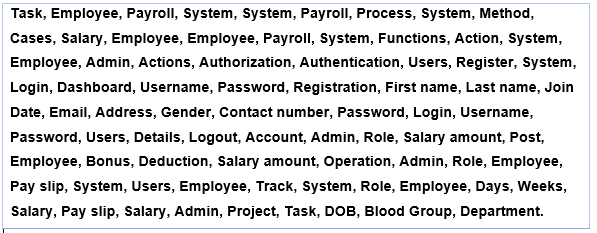 Task, Employee, Payroll, System, System, Payroll, Process, System, Method,
Cases, Salary, Employee, Employee, Payroll, System, Functions, Action, System,
Employee, Admin, Actions, Authorization, Authentication, Users, Register, System,
Login, Dashboard, Username, Password, Registration, First name, Last name, Join
Date, Email, Address, Gender, Contact number, Password, Login, Username,
Password, Users, Details, Logout, Account, Admin, Role, Salary amount, Post,
Employee, Bonus, Deduction, Salary amount, Operation, Admin, Role, Employee,
Pay slip, System, Users, Employee, Track, System, Role, Employee, Days, Weeks,
Salary, Pay slip, Salary, Admin, Project, Task, DOB, Blood Group, Department.